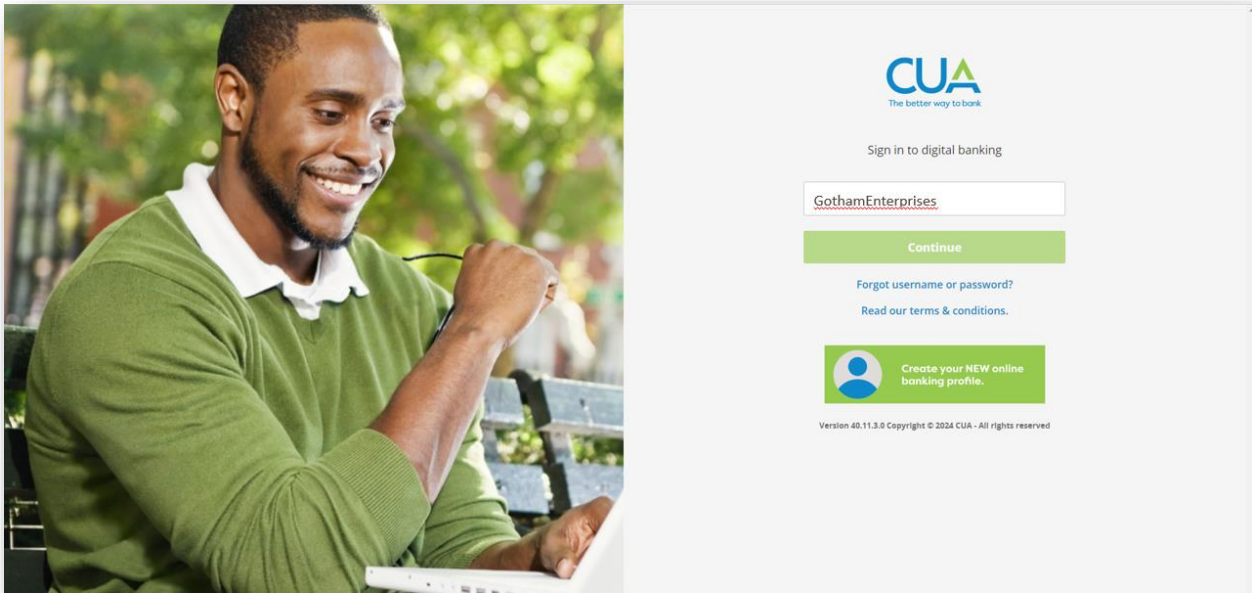 CUA
The better way to bank
Sign in to digital banking
GothamEnterprises
Continue
Forgot username or password?
Read our terms & conditions.
Create your NEW online
banking profile.
Version 40.11.3.0 Copyright © 2024 CUA - All rights reserved